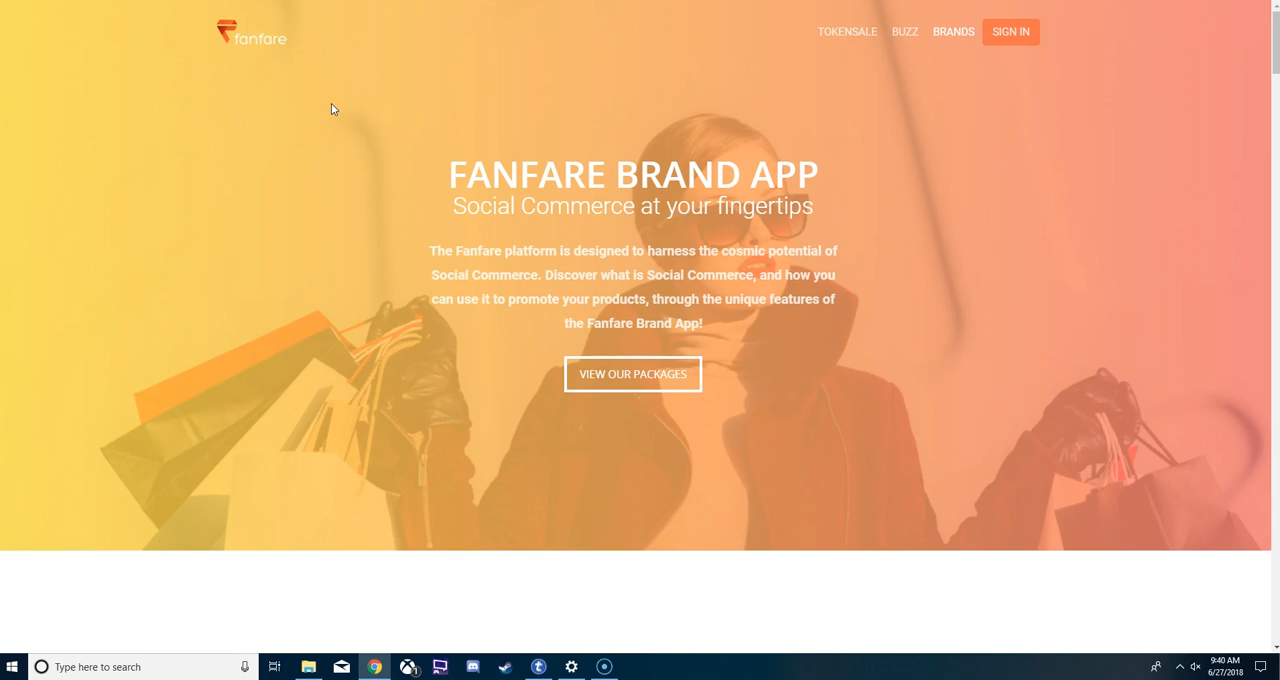 fanfare
TOKENSALE BUZZ BRANDS SIGN IN
FANFARE BRAND APP
Social Commerce at your fingertips
The Fanfare platform is designed to harness the cosmic potential of
Social Commerce. Discover what is Social Commerce, and how you
can use it to promote your products, through the unique features of
the Fanfare Brand App!
VIEW OUR PACKAGES
Type here to search
1
9:40 AM
6/27/2018